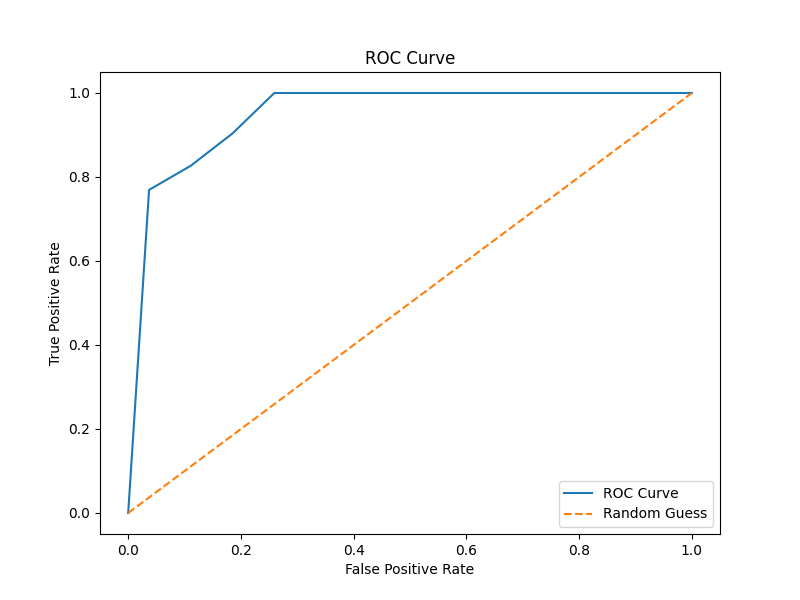 ROC Curve
1.0
0.8
0.6
0.4
0.2
0.0
True Positive Rate
0.0 0.2 0.4 0.6 0.8 1.0
False Positive Rate
ROC Curve
Random Guess